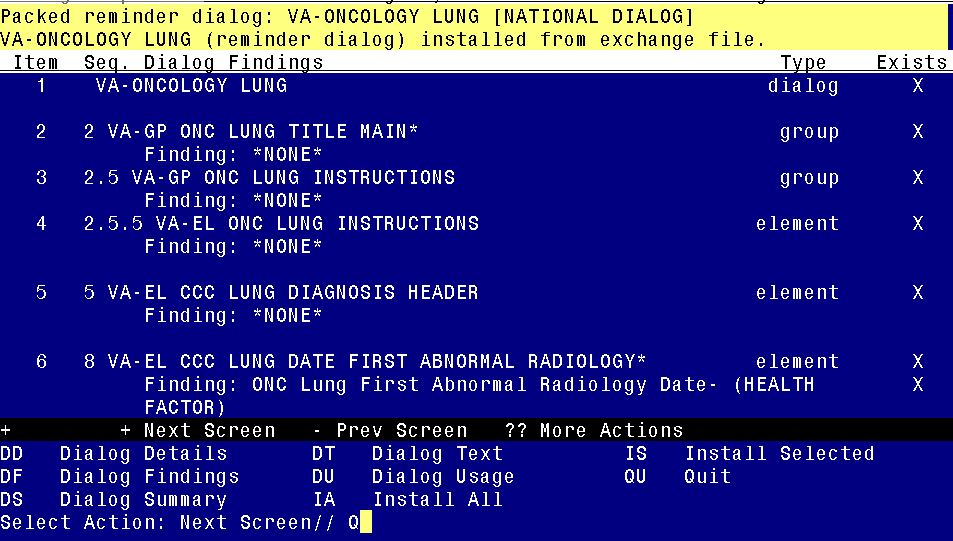 Packed reminder dialog: VA-ONCOLOGY LUNG [NATIONAL DIALOG]
VA-ONCOLOGY LUNG (reminder dialog) installed from exchange file.
Item  Seq. Dialog Findings  Type  Exists
1  VA-ONCOLOGY LUNG  dialog  X
2  2 VA-GP ONC LUNG TITLE MAIN*  group  X
Finding: *NONE*
3  2.5 VA-GP ONC LUNG INSTRUCTIONS  group  X
Finding: *NONE*
4  2.5.5 VA-EL ONC LUNG INSTRUCTIONS  element  X
Finding: *NONE*
5  5 VA-EL CCC LUNG DIAGNOSIS HEADER  element  X
Finding: *NONE*
6  8 VA-EL CCC LUNG DATE FIRST ABNORMAL RADIOLOGY*  element  X
Finding: ONC Lung First Abnormal Radiology Date- (HEALTH  X
FACTOR)
+  + Next Screen  - Prev Screen  ?? More Actions
DD  Dialog Details  DT  Dialog Text  IS  Install Selected
DF  Dialog Findings  DU  Dialog Usage  QU  Quit
DS  Dialog Summary  IA  Install All
Select Action: Next Screen// Q